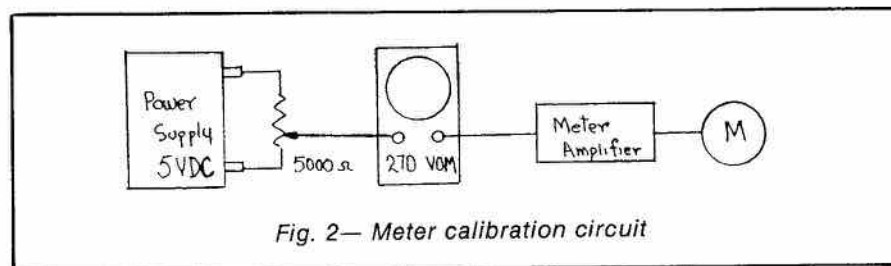 Power
Supply
5VDC
5000 Ω
270 VOM
Meter
Amplifier
M
Fig. 2— Meter calibration circuit